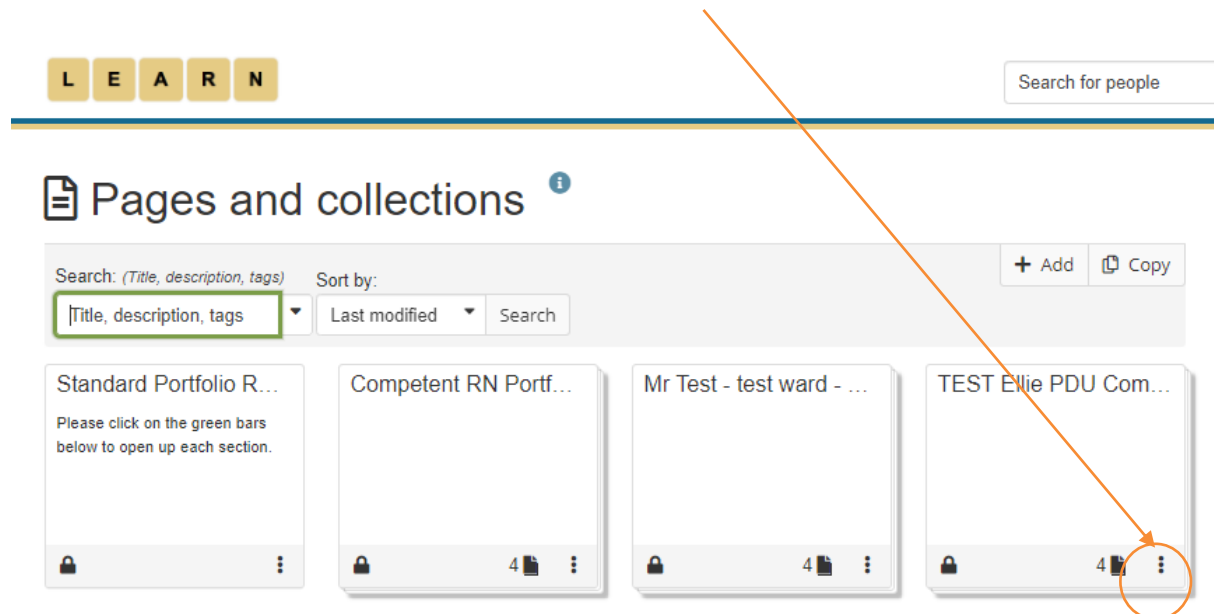 L E A R N
Search for people
Pages and collections
Search: (Title, description, tags)
Sort by:
+ Add
Copy
Title, description, tags
Last modified
Search
Standard Portfolio R...
Please click on the green bars
below to open up each section.
Competent RN Portf...
4
Mr Test - test ward - ...
4
TEST Ellie PDU Com...
4